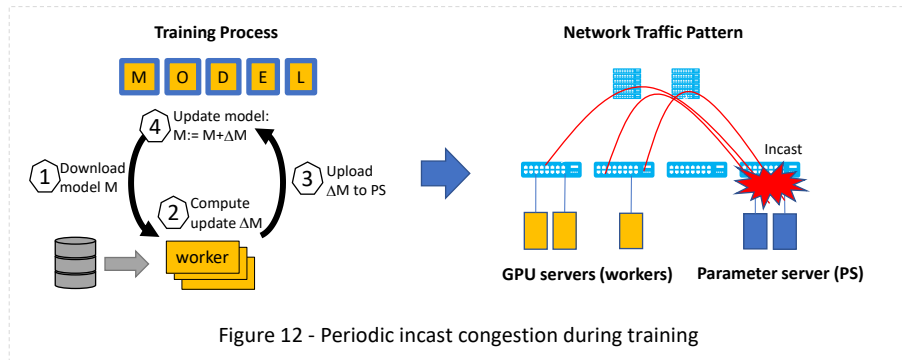 Training Process
M O D E L
4 Update model:
M:= M+ΔM
1 Download
model M
3 Upload
ΔM to PS
2 Compute
update ΔM
worker
Network Traffic Pattern
Incast
GPU servers (workers)
Parameter server (PS)
Figure 12 - Periodic incast congestion during training